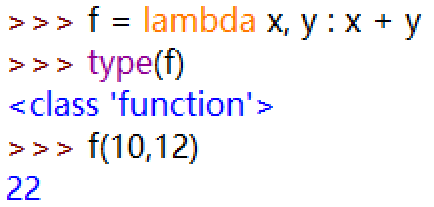 >>> f = lambda x, y : x + y
>>> type(f)
<class 'function'>
>>> f(10,12)
22